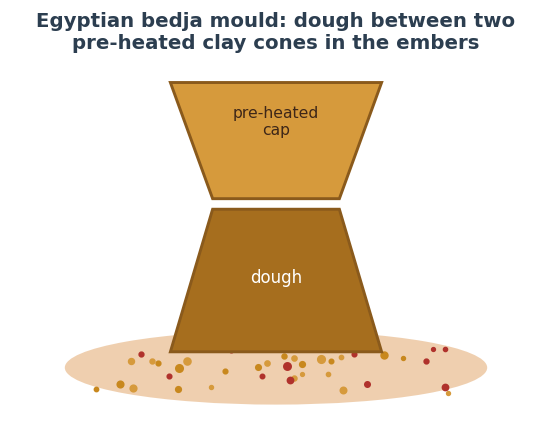 Egyptian bedja mould: dough between two
pre-heated clay cones in the embers
pre-heated
cap
dough